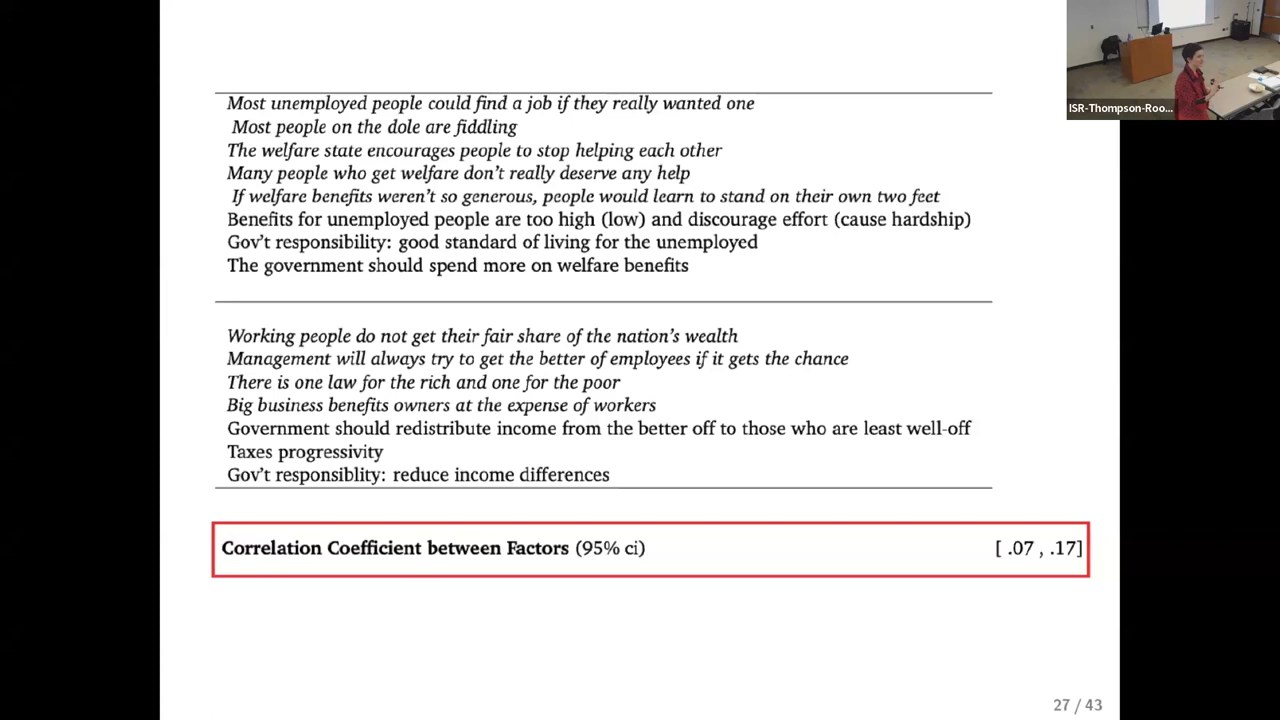 ISR-Thompson-Roo...
Most unemployed people could find a job if they really wanted one
Most people on the dole are fiddling
The welfare state encourages people to stop helping each other
Many people who get welfare don't really deserve any help
If welfare benefits weren't so generous, people would learn to stand on their own two feet
Benefits for unemployed people are too high (low) and discourage effort (cause hardship)
Gov't responsibility: good standard of living for the unemployed
The government should spend more on welfare benefits
Working people do not get their fair share of the nation's wealth
Management will always try to get the better of employees if it gets the chance
There is one law for the rich and one for the poor
Big business benefits owners at the expense of workers
Government should redistribute income from the better off to those who are least well-off
Taxes progressivity
Gov't responsiblity: reduce income differences
Correlation Coefficient between Factors (95% ci) [ .07 , .17]
27 / 43